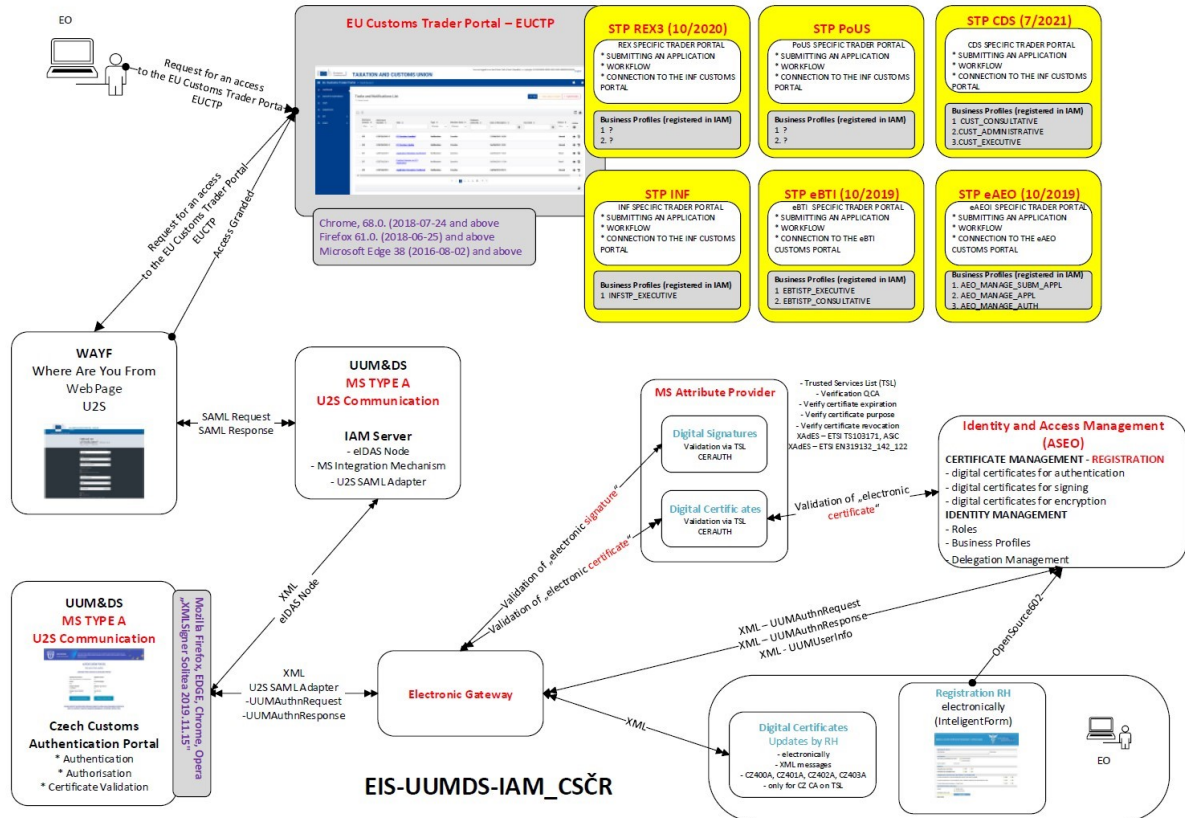 EO
Request for an access
to the EU Customs Trader Portal
EUCTP
EU Customs Trader Portal – EUCTP
TAXATION AND CUSTOMS UNION
Chrome, 68.0. (2018-07-24 and above
Firefox 61.0. (2018-06-25) and above
Microsoft Edge 38 (2016-08-02) and above
STP REX3 (10/2020)
REX SPECIFIC TRADER PORTAL
* SUBMITTING AN APPLICATION
* WORKFLOW
* CONNECTION TO THE INF CUSTOMS
PORTAL
Business Profiles (registered in IAM)
1 ?
2. ?
STP PoUS
PoUS SPECIFIC TRADER PORTAL
* SUBMITTING AN APPLICATION
* WORKFLOW
* CONNECTION TO THE INF CUSTOMS
PORTAL
Business Profiles (registered in IAM)
1 ?
2. ?
STP CDS (7/2021)
CDS SPECIFIC TRADER PORTAL
* SUBMITTING AN APPLICATION
* WORKFLOW
* CONNECTION TO THE INF CUSTOMS
PORTAL
Business Profiles (registered in IAM)
1 CUST_CONSULTATIVE
2.CUST_ADMINISTRATIVE
3.CUST_EXECUTIVE
STP INF
INF SPECIFIC TRADER PORTAL
* SUBMITTING AN APPLICATION
* WORKFLOW
* CONNECTION TO THE INF CUSTOMS
PORTAL
Business Profiles (registered in IAM)
1 INFSTP_EXECUTIVE
STP eBTI (10/2019)
eBTI SPECIFIC TRADER PORTAL
* SUBMITTING AN APPLICATION
* WORKFLOW
* CONNECTION TO THE eBTI
CUSTOMS PORTAL
Business Profiles (registered in IAM)
1 EBTISTP_EXECUTIVE
2. EBTISTP_CONSULTATIVE
STP eAEO (10/2019)
eAEOI SPECIFIC TRADER PORTAL
* SUBMITTING AN APPLICATION
* WORKFLOW
* CONNECTION TO THE eAEO
CUSTOMS PORTAL
Business Profiles (registered in IAM)
1. AEO_MANAGE_SUBM_APPL
2. AEO_MANAGE_APPL
3. AEO_MANAGE_AUTH
Request for an access
to the EU Customs Trader Portal
EUCTP
Access Granded
WAYF
Where Are You From
Web Page
U2S
SAML Request
SAML Response
UUM&DS
MS TYPE A
U2S Communication
IAM Server
- eIDAS Node
- MS Integration Mechanism
- U2S SAML Adapter
MS Attribute Provider
Digital Signatures
Validation via TSL
CERAUTH
Digital Certificates
Validation via TSL
CERAUTH
- Trusted Services List (TSL)
- Verification QCA
- Verify certifiate expiration
- Verify certificate purpose
- Verify certificate revocation
XAdES – ETSI TS103171, ASiC
XAdES – ETSI EN319132_142_122
Validation of „electronic
certificate“
Identity and Access Management
(ASEO)
CERTIFICATE MANAGEMENT - REGISTRATION
- digital certificates for authentication
- digital certificates for signing
- digital certificates for encryption
IDENTITY MANAGEMENT
- Roles
- Business Profiles
- Delegation Management
Validation of „electronic signature“
Validation of „electronic certificate“
XML
eIDAS Node
UUM&DS
MS TYPE A
U2S Communication
Czech Customs
Authentication Portal
* Authentication
* Authorisation
* Certificate Validation
Mozilla Firefox, EDGE, Chrome, Opera
„XMLSigner Solitea 2019.11.15“
XML
U2S SAML Adapter
-UUMAuthnRequest
-UUMAuthnResponse
Electronic Gateway
XML – UUMAuthnRequest
XML – UUMAuthnResponse
XML - UUMUserInfo
OpenSource602
XML
Digital Certificates
Updates by RH
- electronically
- XML messages
- CZ400A, CZ401A, CZ402A, CZ403A
- only for CZ CA on TSL
Registration RH
electronically
(InteligentForm)
EO
EIS-UUMDS-IAM_CSČR